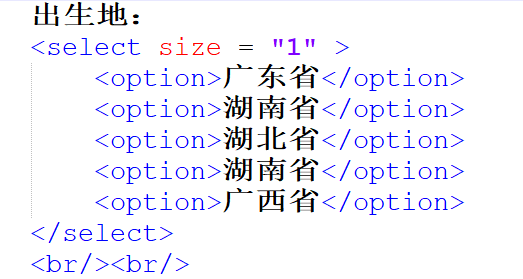 出生地：
<select size = "1" >
<option>广东省</option>
<option>湖南省</option>
<option>湖北省</option>
<option>湖南省</option>
<option>广西省</option>
</select>
<br/><br/>